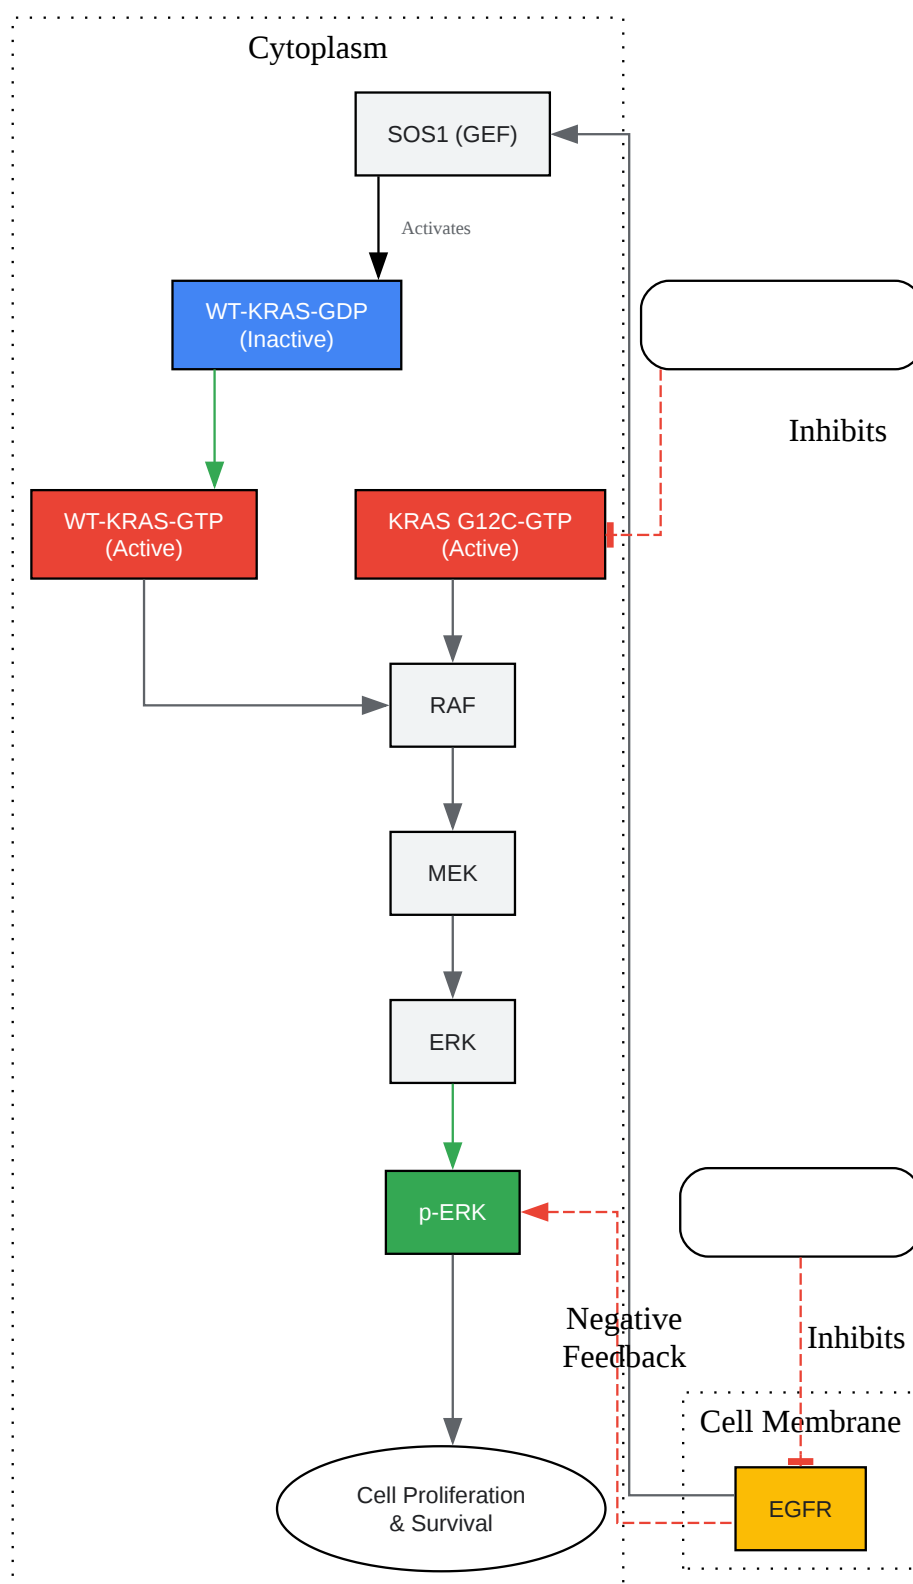 Cytoplasm
SOS1 (GEF)
Activates
WT-KRAS-GDP
(Inactive)
Inhibits
WT-KRAS-GTP
(Active)
KRAS G12C-GTP
(Active)
RAF
MEK
ERK
p-ERK
Negative
Feedback
Inhibits
Cell Membrane
EGFR
Cell Proliferation
& Survival